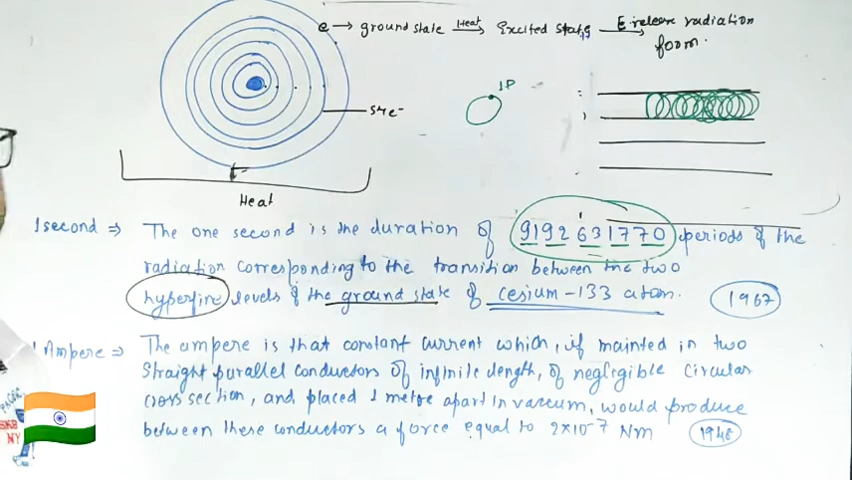 e → ground state Heat → Excited state → E release radiation
form.
1P
Heat
1 second ⇒ The one second is the duration of 9192631770 periods of the
radiation corresponding to the transition between the two
hyperfine levels of the ground state of cesium-133 atom. 1967
1 Ampere ⇒ The ampere is that constant current which, if mainted in two
straight parallel conductors of infinite length, of negligible circular
cross section, and placed 1 metre apart in vacuum, would produce
between these conductors a force equal to 2×10⁻⁷ Nm